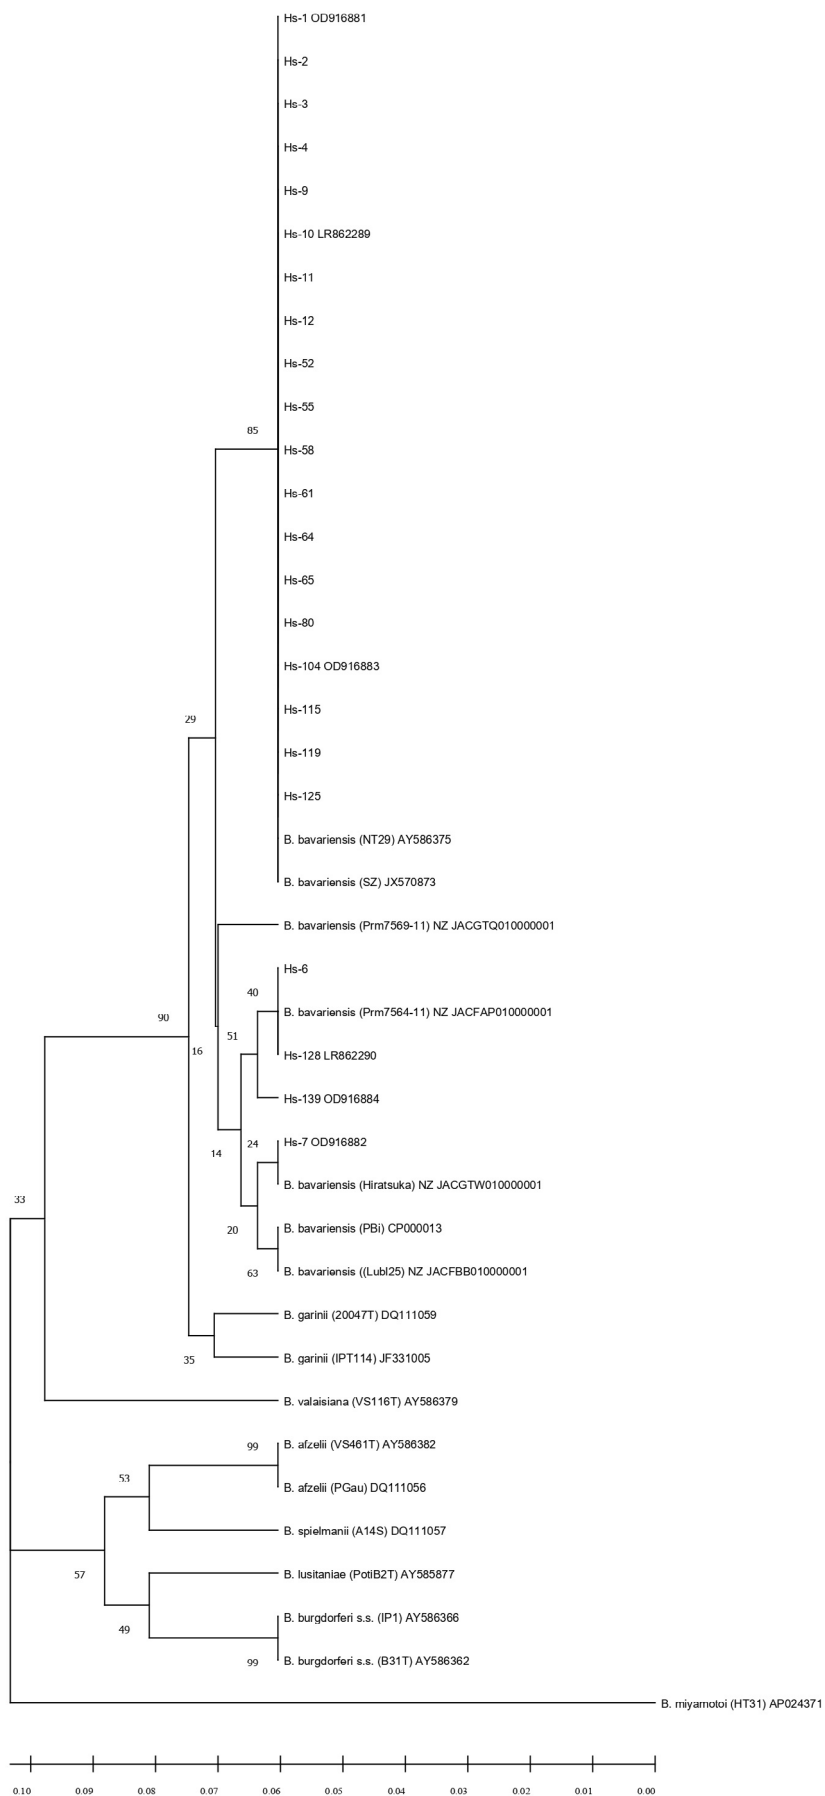 Hs-1 OD916881
Hs-2
Hs-3
Hs-4
Hs-9
Hs-10 LR862289
Hs-11
Hs-12
Hs-52
Hs-55
85
Hs-58
Hs-61
Hs-64
Hs-65
Hs-80
Hs-104 OD916883
Hs-115
29
Hs-119
Hs-125
B. bavariensis (NT29) AY586375
B. bavariensis (SZ) JX570873
B. bavariensis (Prm7569-11) NZ JACGTQ010000001
Hs-6
40
B. bavariensis (Prm7564-11) NZ JACFAP010000001
90
51
16
Hs-128 LR862290
Hs-139 OD916884
Hs-7 OD916882
24
14
B. bavariensis (Hiratsuka) NZ JACGTW010000001
33
B. bavariensis (PBi) CP000013
20
B. bavariensis ((Lubl25) NZ JACFBB010000001
63
B. garinii (20047T) DQ111059
B. garinii (IPT114) JF331005
35
B. valaisiana (VS116T) AY586379
B. afzelii (VS461T) AY586382
99
53
B. afzelii (PGau) DQ111056
B. spielmanii (A14S) DQ111057
B. lusitaniae (PotiB2T) AY585877
57
B. burgdorferi s.s. (IP1) AY586366
49
B. burgdorferi s.s. (B31T) AY586362
99
B. miyamotoi (HT31) AP024371
0.10 0.09 0.08 0.07 0.06 0.05 0.04 0.03 0.02 0.01 0.00